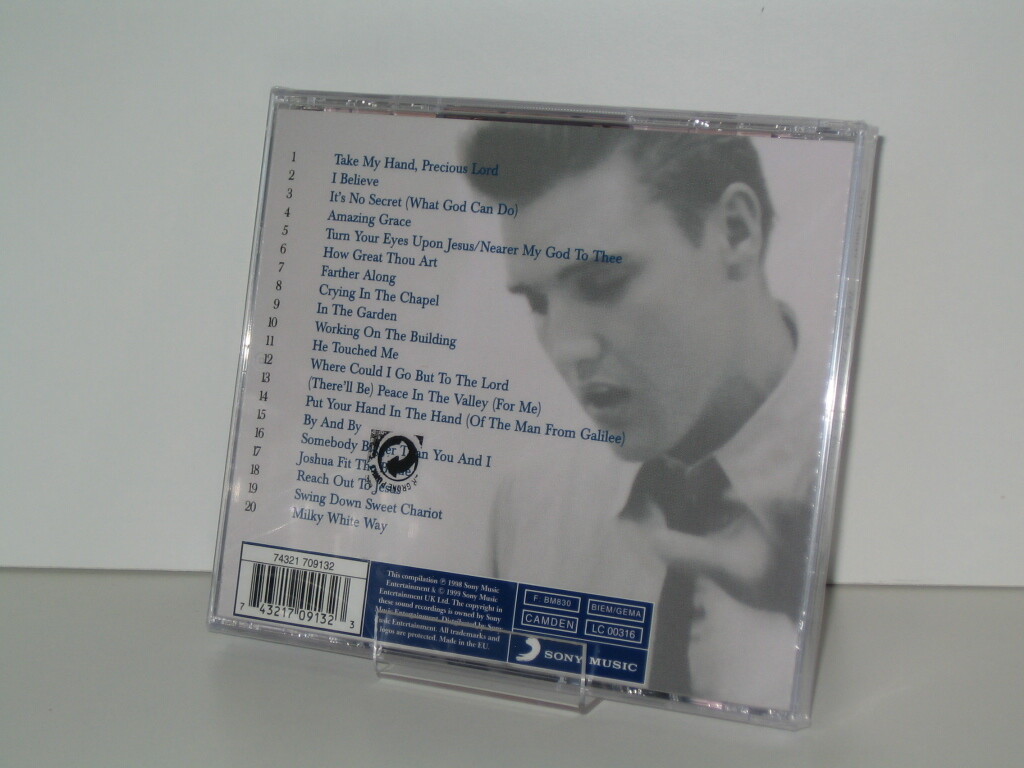 1 Take My Hand, Precious Lord
2 I Believe
3 It's No Secret (What God Can Do)
4 Amazing Grace
5 Turn Your Eyes Upon Jesus/Nearer My God To Thee
6 How Great Thou Art
7 Farther Along
8 Crying In The Chapel
9 In The Garden
10 Working On The Building
11 He Touched Me
12 Where Could I Go But To The Lord
13 (There'll Be) Peace In The Valley (For Me)
14 Put Your Hand In The Hand (Of The Man From Galilee)
15 By And By
16 Somebody You And I
17 Joshua Fit
18 Reach Out To
19 Swing Down Sweet Chariot
20 Milky White Way
74321 709132
7 43217 09132 3
This compilation ℗ 1998 Sony Music
Entertainment & © 1999 Sony Music
Entertainment UK Ltd. The copyright in
these sound recordings is owned by Sony
Music Entertainment. Distributed by Sony
Music Entertainment. All trademarks and
logos are protected. Made in the EU.
F BM630
BIEM/GEMA
CAMDEN
LC 00316
SONY MUSIC